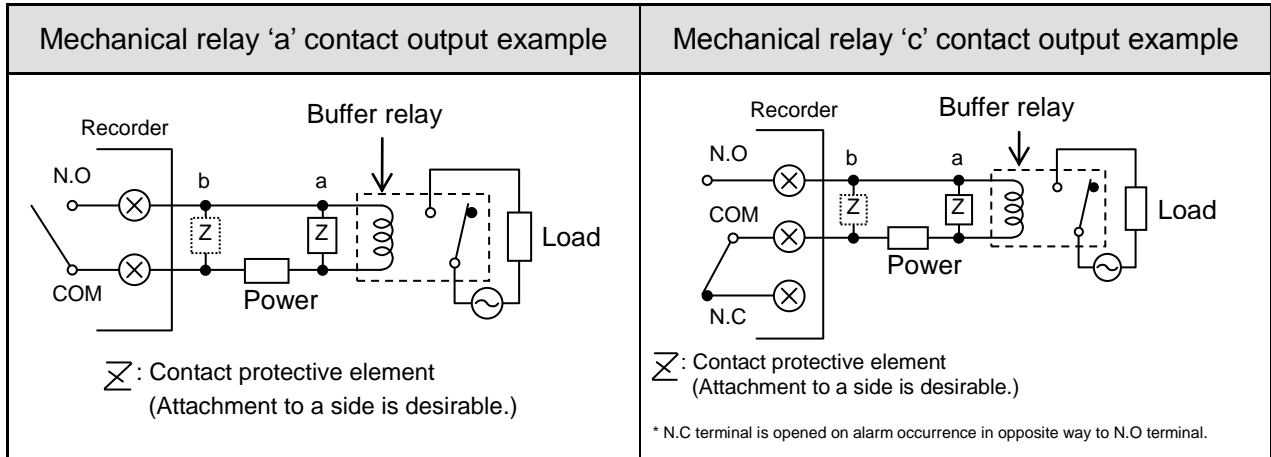 Mechanical relay ‘a’ contact output example
Mechanical relay ‘c’ contact output example
Buffer relay
Recorder
N.O
b
a
Z
Z
Load
COM
Power
Z : Contact protective element
(Attachment to a side is desirable.)
Buffer relay
Recorder
N.O
b
a
COM
Z
Z
Load
Power
N.C
Z : Contact protective element
(Attachment to a side is desirable.)
* N.C terminal is opened on alarm occurrence in opposite way to N.O terminal.